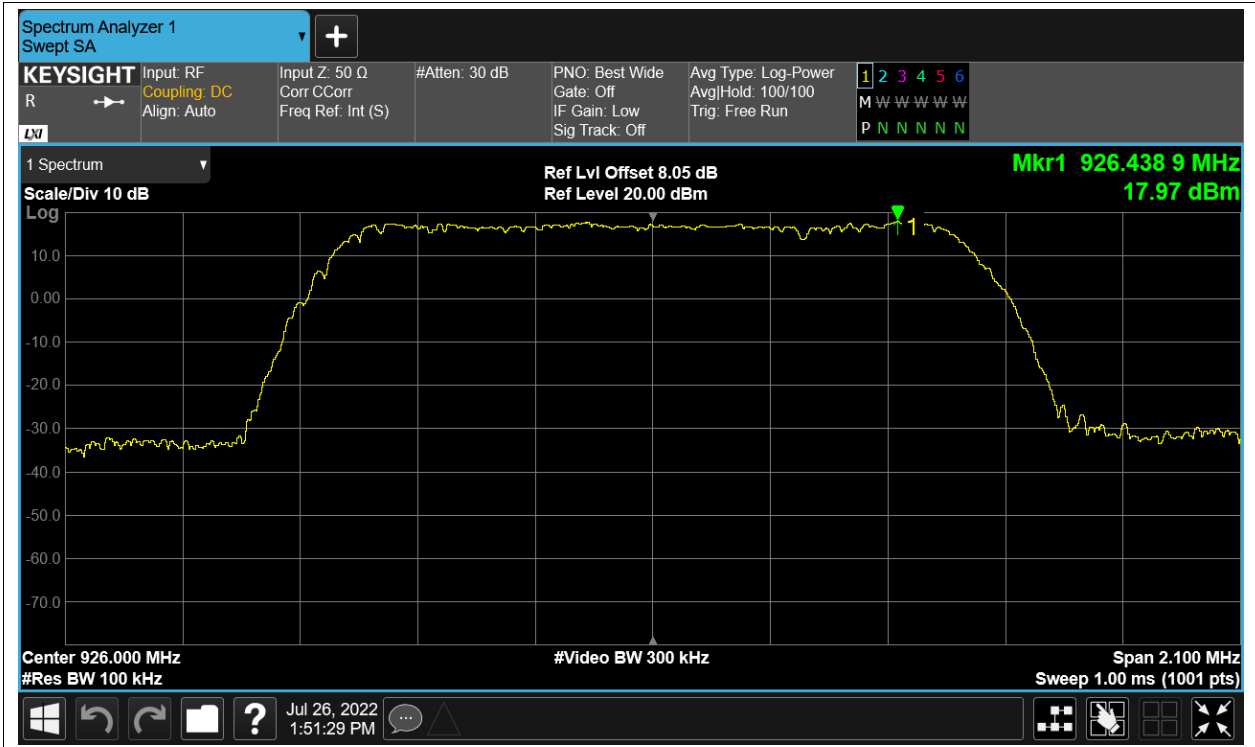 Spectrum Analyzer 1
Swept SA
+
KEYSIGHT Input: RF Input Z: 50 Ω #Atten: 30 dB PNO: Best Wide Avg Type: Log-Power 1 2 3 4 5 6
R Coupling: DC Corr CCorr Gate: Off Avg|Hold: 100/100 M W W W W W W
Align: Auto Freq Ref: Int (S) IF Gain: Low Trig: Free Run
LXI Sig Track: Off P N N N N N N
1 Spectrum
Ref Lvl Offset 8.05 dB Mkr1 926.438 9 MHz
Scale/Div 10 dB Ref Level 20.00 dBm 17.97 dBm
Log
1
10.0
0.00
-10.0
-20.0
-30.0
-40.0
-50.0
-60.0
-70.0
Center 926.000 MHz #Video BW 300 kHz Span 2.100 MHz
#Res BW 100 kHz Sweep 1.00 ms (1001 pts)
? Jul 26, 2022
1:51:29 PM